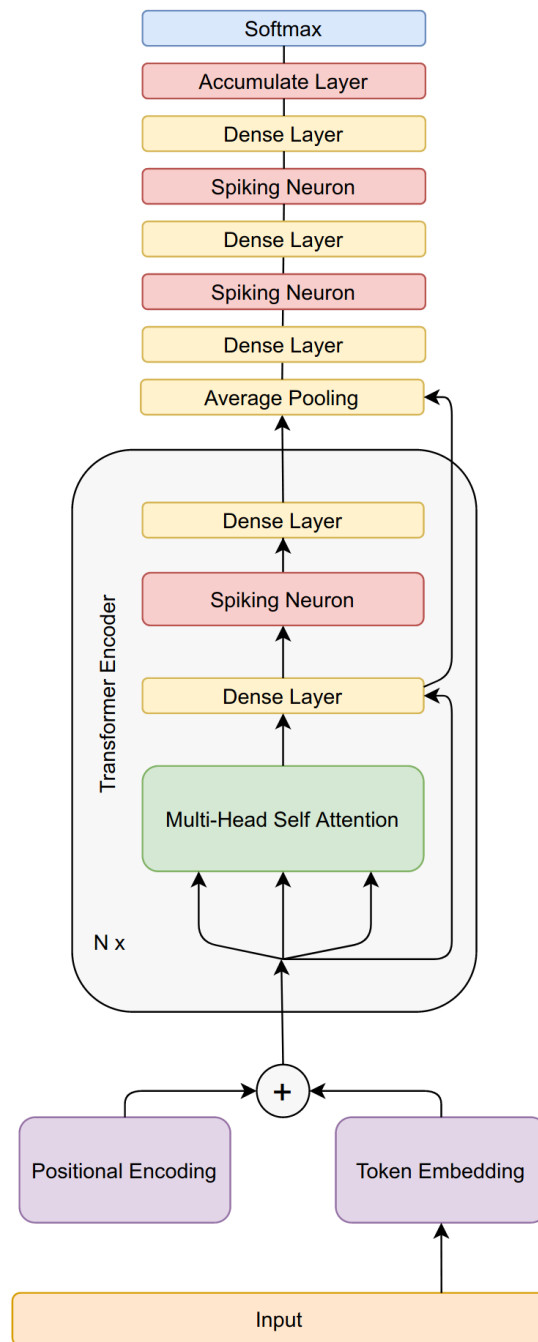 Softmax
Accumulate Layer
Dense Layer
Spiking Neuron
Dense Layer
Spiking Neuron
Dense Layer
Average Pooling
Dense Layer
Spiking Neuron
Transformer Encoder
Dense Layer
Multi-Head Self Attention
N x
+
Positional Encoding
Token Embedding
Input